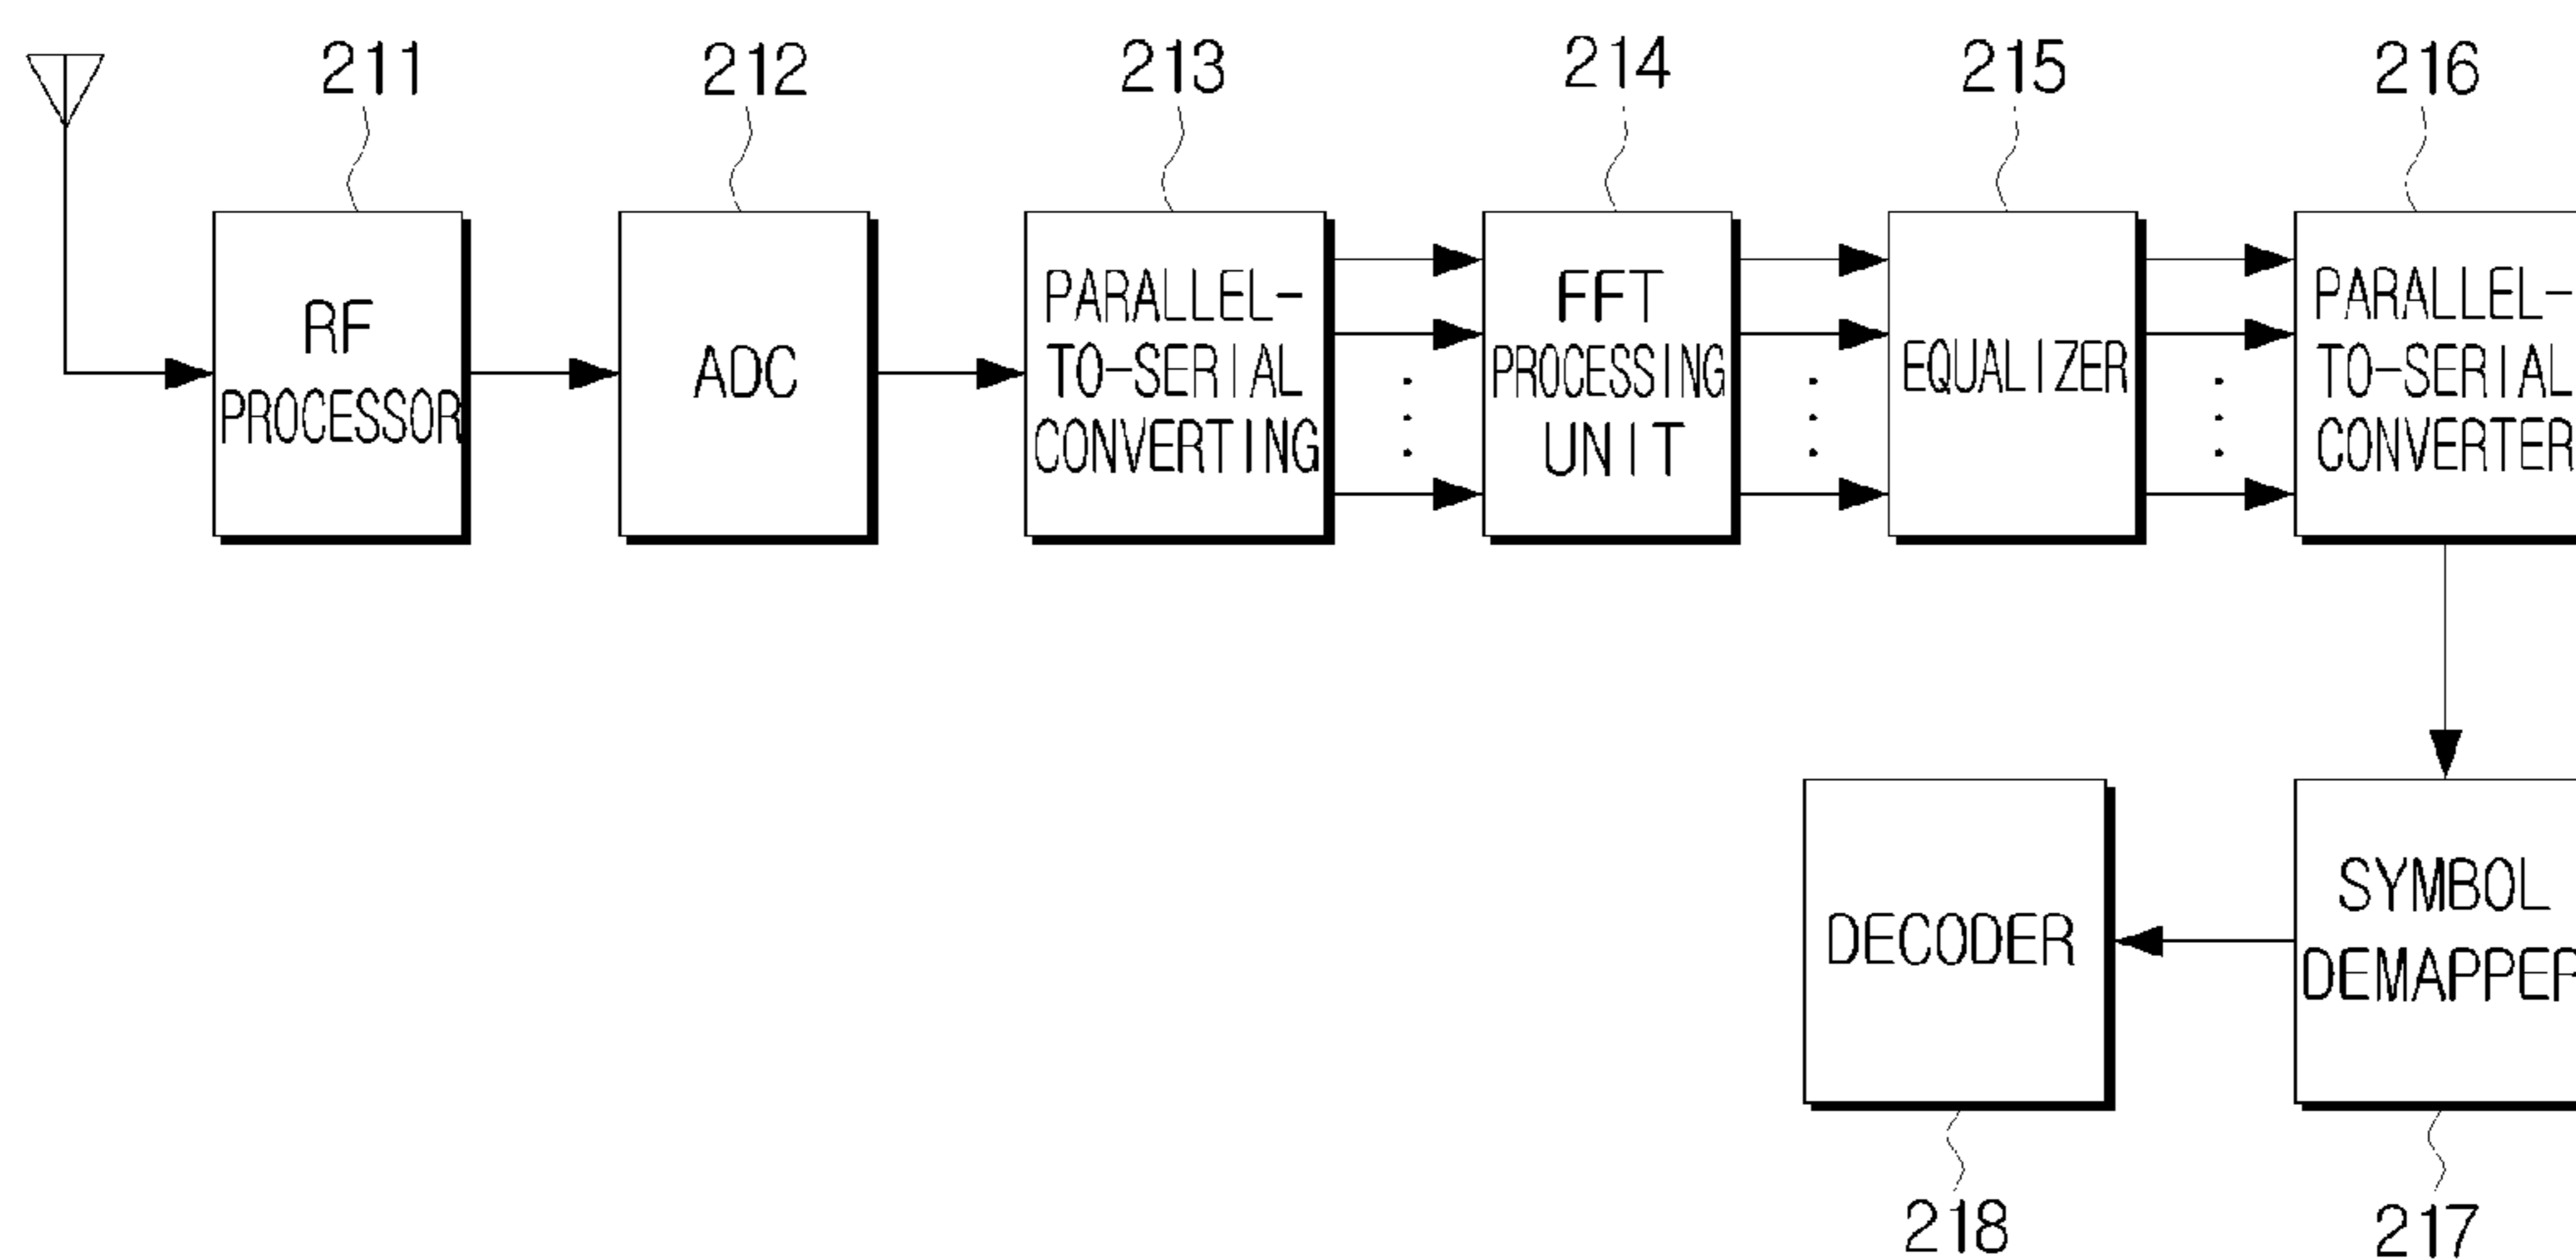 211
212
213
214
215
216
RF
PROCESSOR
ADC
PARALLEL-
TO-SERIAL
CONVERTING
FFT
PROCESSING
UNIT
EQUALIZER
PARALLEL-
TO-SERIAL
CONVERTER
DECODER
SYMBOL
DEMAPPER
218
217